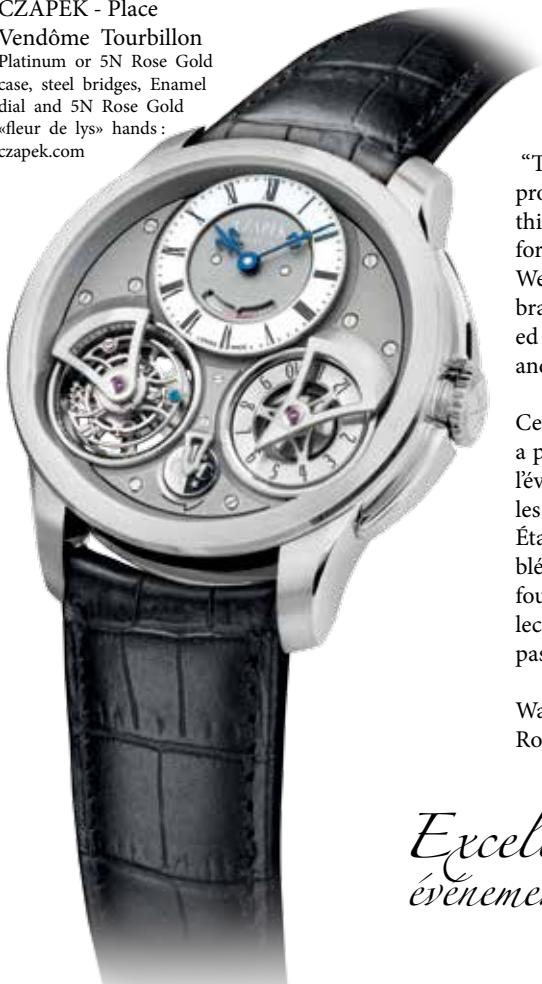 CZAPEK - Place
Vendôme Tourbillon
Platinum or 5N Rose Gold
case, steel bridges, Enamel
dial and 5N Rose Gold
«fleur de lys» hands :
czapek.com
CZAPEK
“T
pro
thi
for
We
bra
ed
and
Ce
a p
l’év
les
Éta
blé
fou
lec
pas
Wa
Ro
Excel
événeme